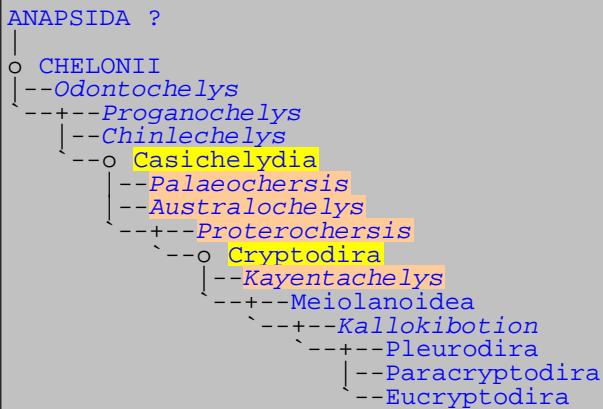 ANAPSIDA ?
|
o CHELONII
|--Odontochelys
`--+--Proganochelys
|--Chinlechelys
`--o Casichelydia
|--Palaeochersis
|--Australochelys
`--+--Proterochersis
`--o Cryptodira
|--Kayentachelys
`--+--Meiolanoidea
`--+--Kallokibotion
`--+--Pleurodira
|--Paracryptodira
`--Eucryptodira